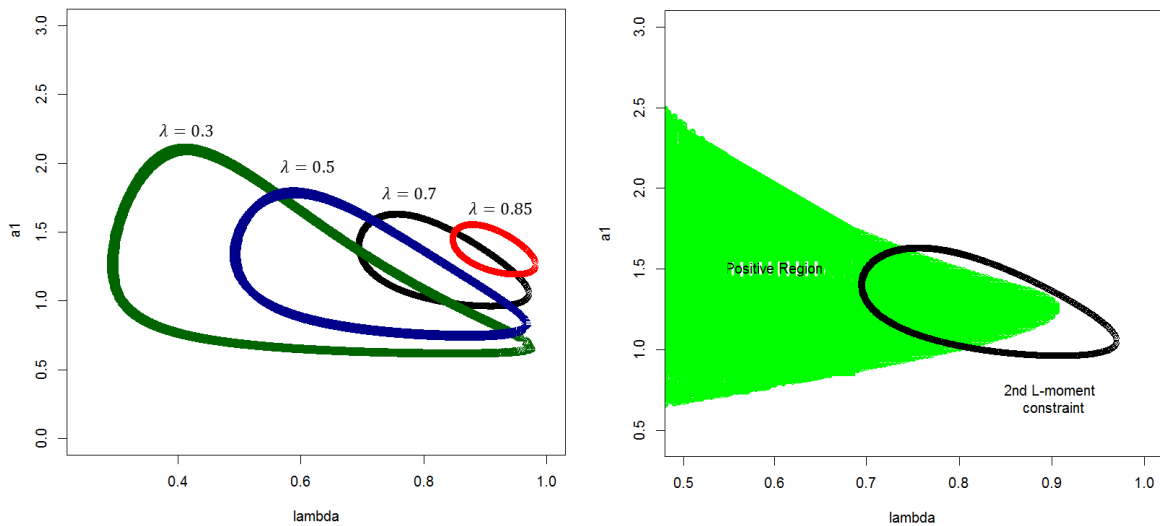 3.0
2.5
2.0
1.5
1.0
0.5
0.0
a1
λ = 0.3
λ = 0.5
λ = 0.7
λ = 0.85
0.4 0.6 0.8 1.0
lambda
3.0
2.5
2.0
1.5
1.0
0.5
a1
Positive Region
2nd L-moment
constraint
0.5 0.6 0.7 0.8 0.9 1.0
lambda